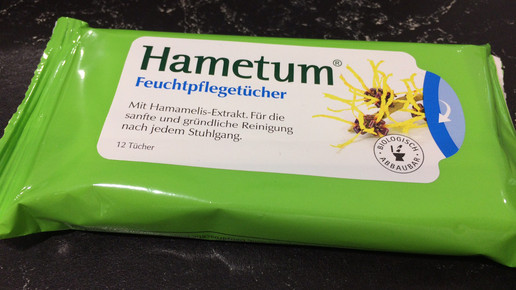 Hametum®
Feuchtpflegetücher
Mit Hamamelis-Extrakt. Für die
sanfte und gründliche Reinigung
nach jedem Stuhlgang.
12 Tücher
BIOLOGISCH
ABBAUBAR